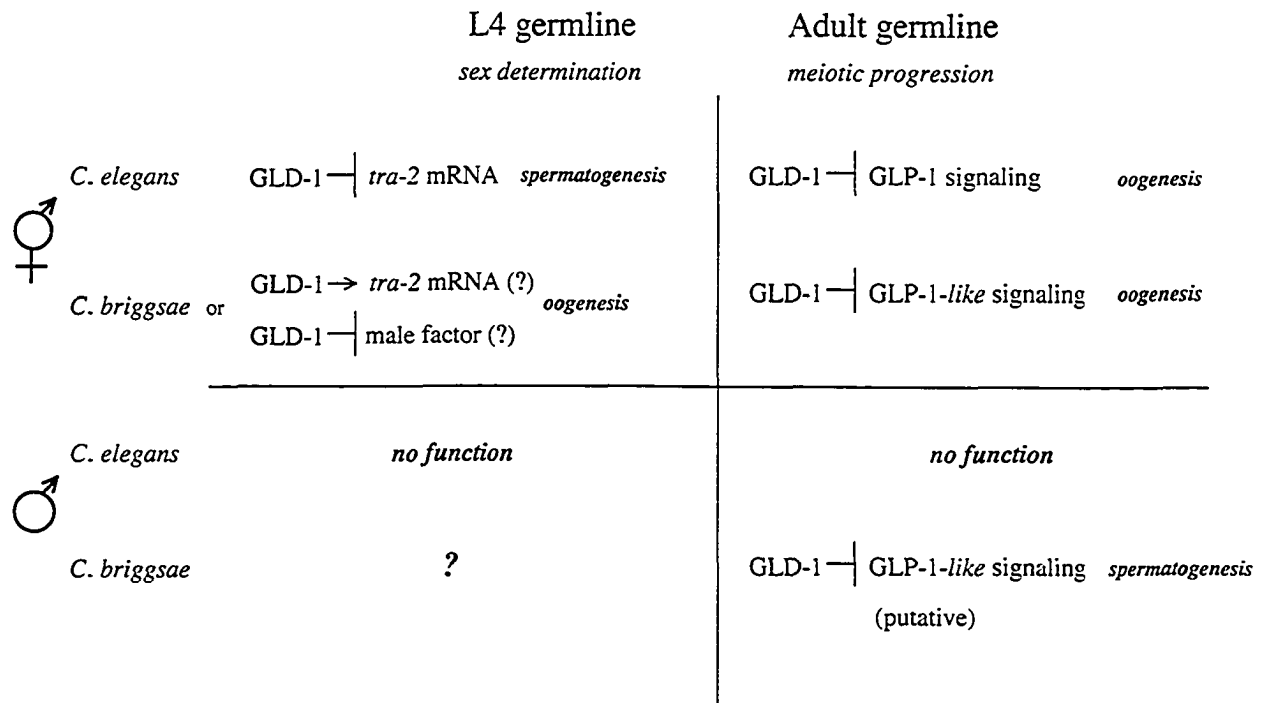 L4 germline Adult germline
sex determination meiotic progression
C. elegans GLD-1 tra-2 mRNA spermatogenesis GLD-1 GLP-1 signaling oogenesis
GLD-1 → tra-2 mRNA (?)
C. briggsae or oogenesis GLD-1 GLP-1-like signaling oogenesis
GLD-1 male factor (?)
C. elegans no function no function
C. briggsae ? GLD-1 GLP-1-like signaling spermatogenesis
(putative)